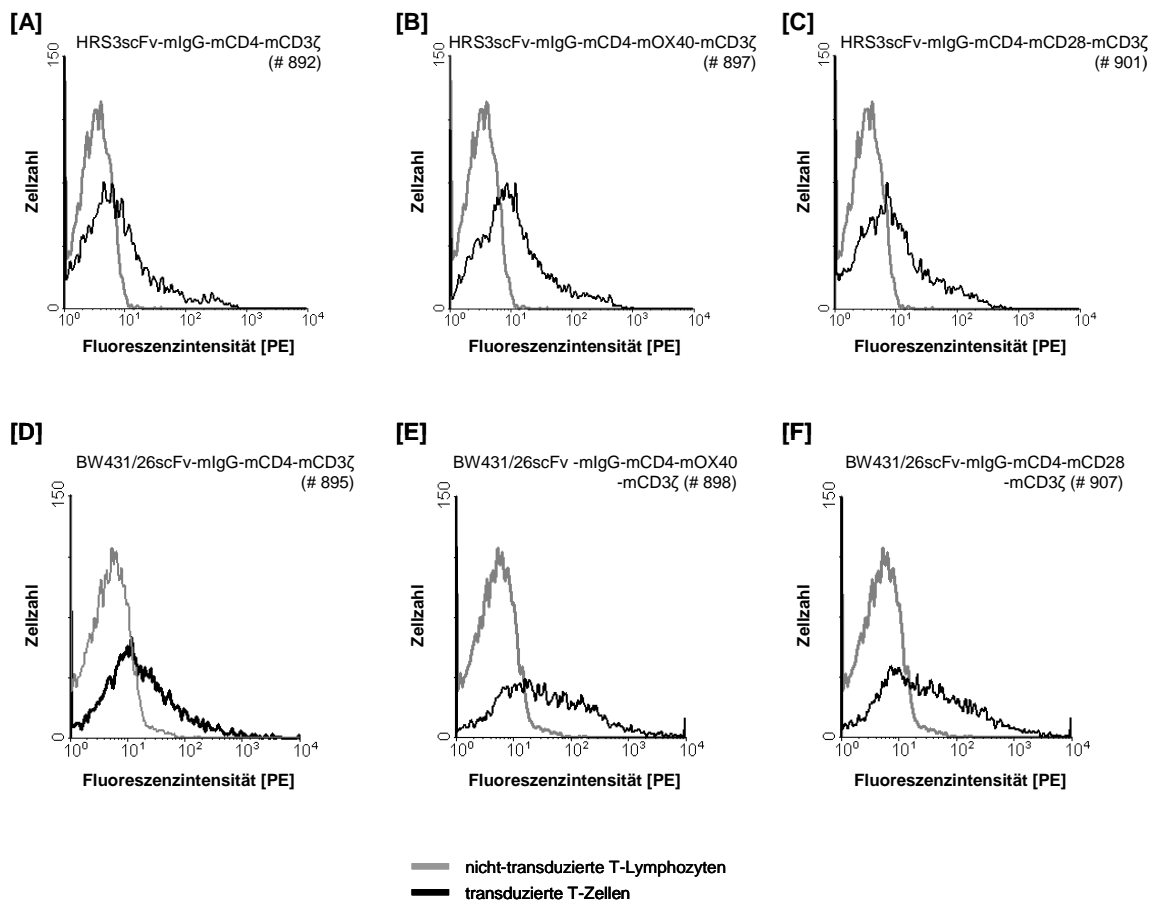 [A]
HRS3scFv-mIgG-mCD4-mCD3ζ
(# 892)
150
Zellzahl
0
10⁰ 10¹ 10² 10³ 10⁴
Fluoreszenzintensität [PE]
[B]
HRS3scFv-mIgG-mCD4-mOX40-mCD3ζ
(# 897)
150
Zellzahl
0
10⁰ 10¹ 10² 10³ 10⁴
Fluoreszenzintensität [PE]
[C]
HRS3scFv-mIgG-mCD4-mCD28-mCD3ζ
(# 901)
150
Zellzahl
0
10⁰ 10¹ 10² 10³ 10⁴
Fluoreszenzintensität [PE]
[D]
BW431/26scFv-mIgG-mCD4-mCD3ζ
(# 895)
150
Zellzahl
0
10⁰ 10¹ 10² 10³ 10⁴
Fluoreszenzintensität [PE]
[E]
BW431/26scFv -mIgG-mCD4-mOX40
-mCD3ζ (# 898)
150
Zellzahl
0
10⁰ 10¹ 10² 10³ 10⁴
Fluoreszenzintensität [PE]
[F]
BW431/26scFv-mIgG-mCD4-mCD28
-mCD3ζ (# 907)
150
Zellzahl
0
10⁰ 10¹ 10² 10³ 10⁴
Fluoreszenzintensität [PE]
nicht-transduzierte T-Lymphozyten
transduzierte T-Zellen